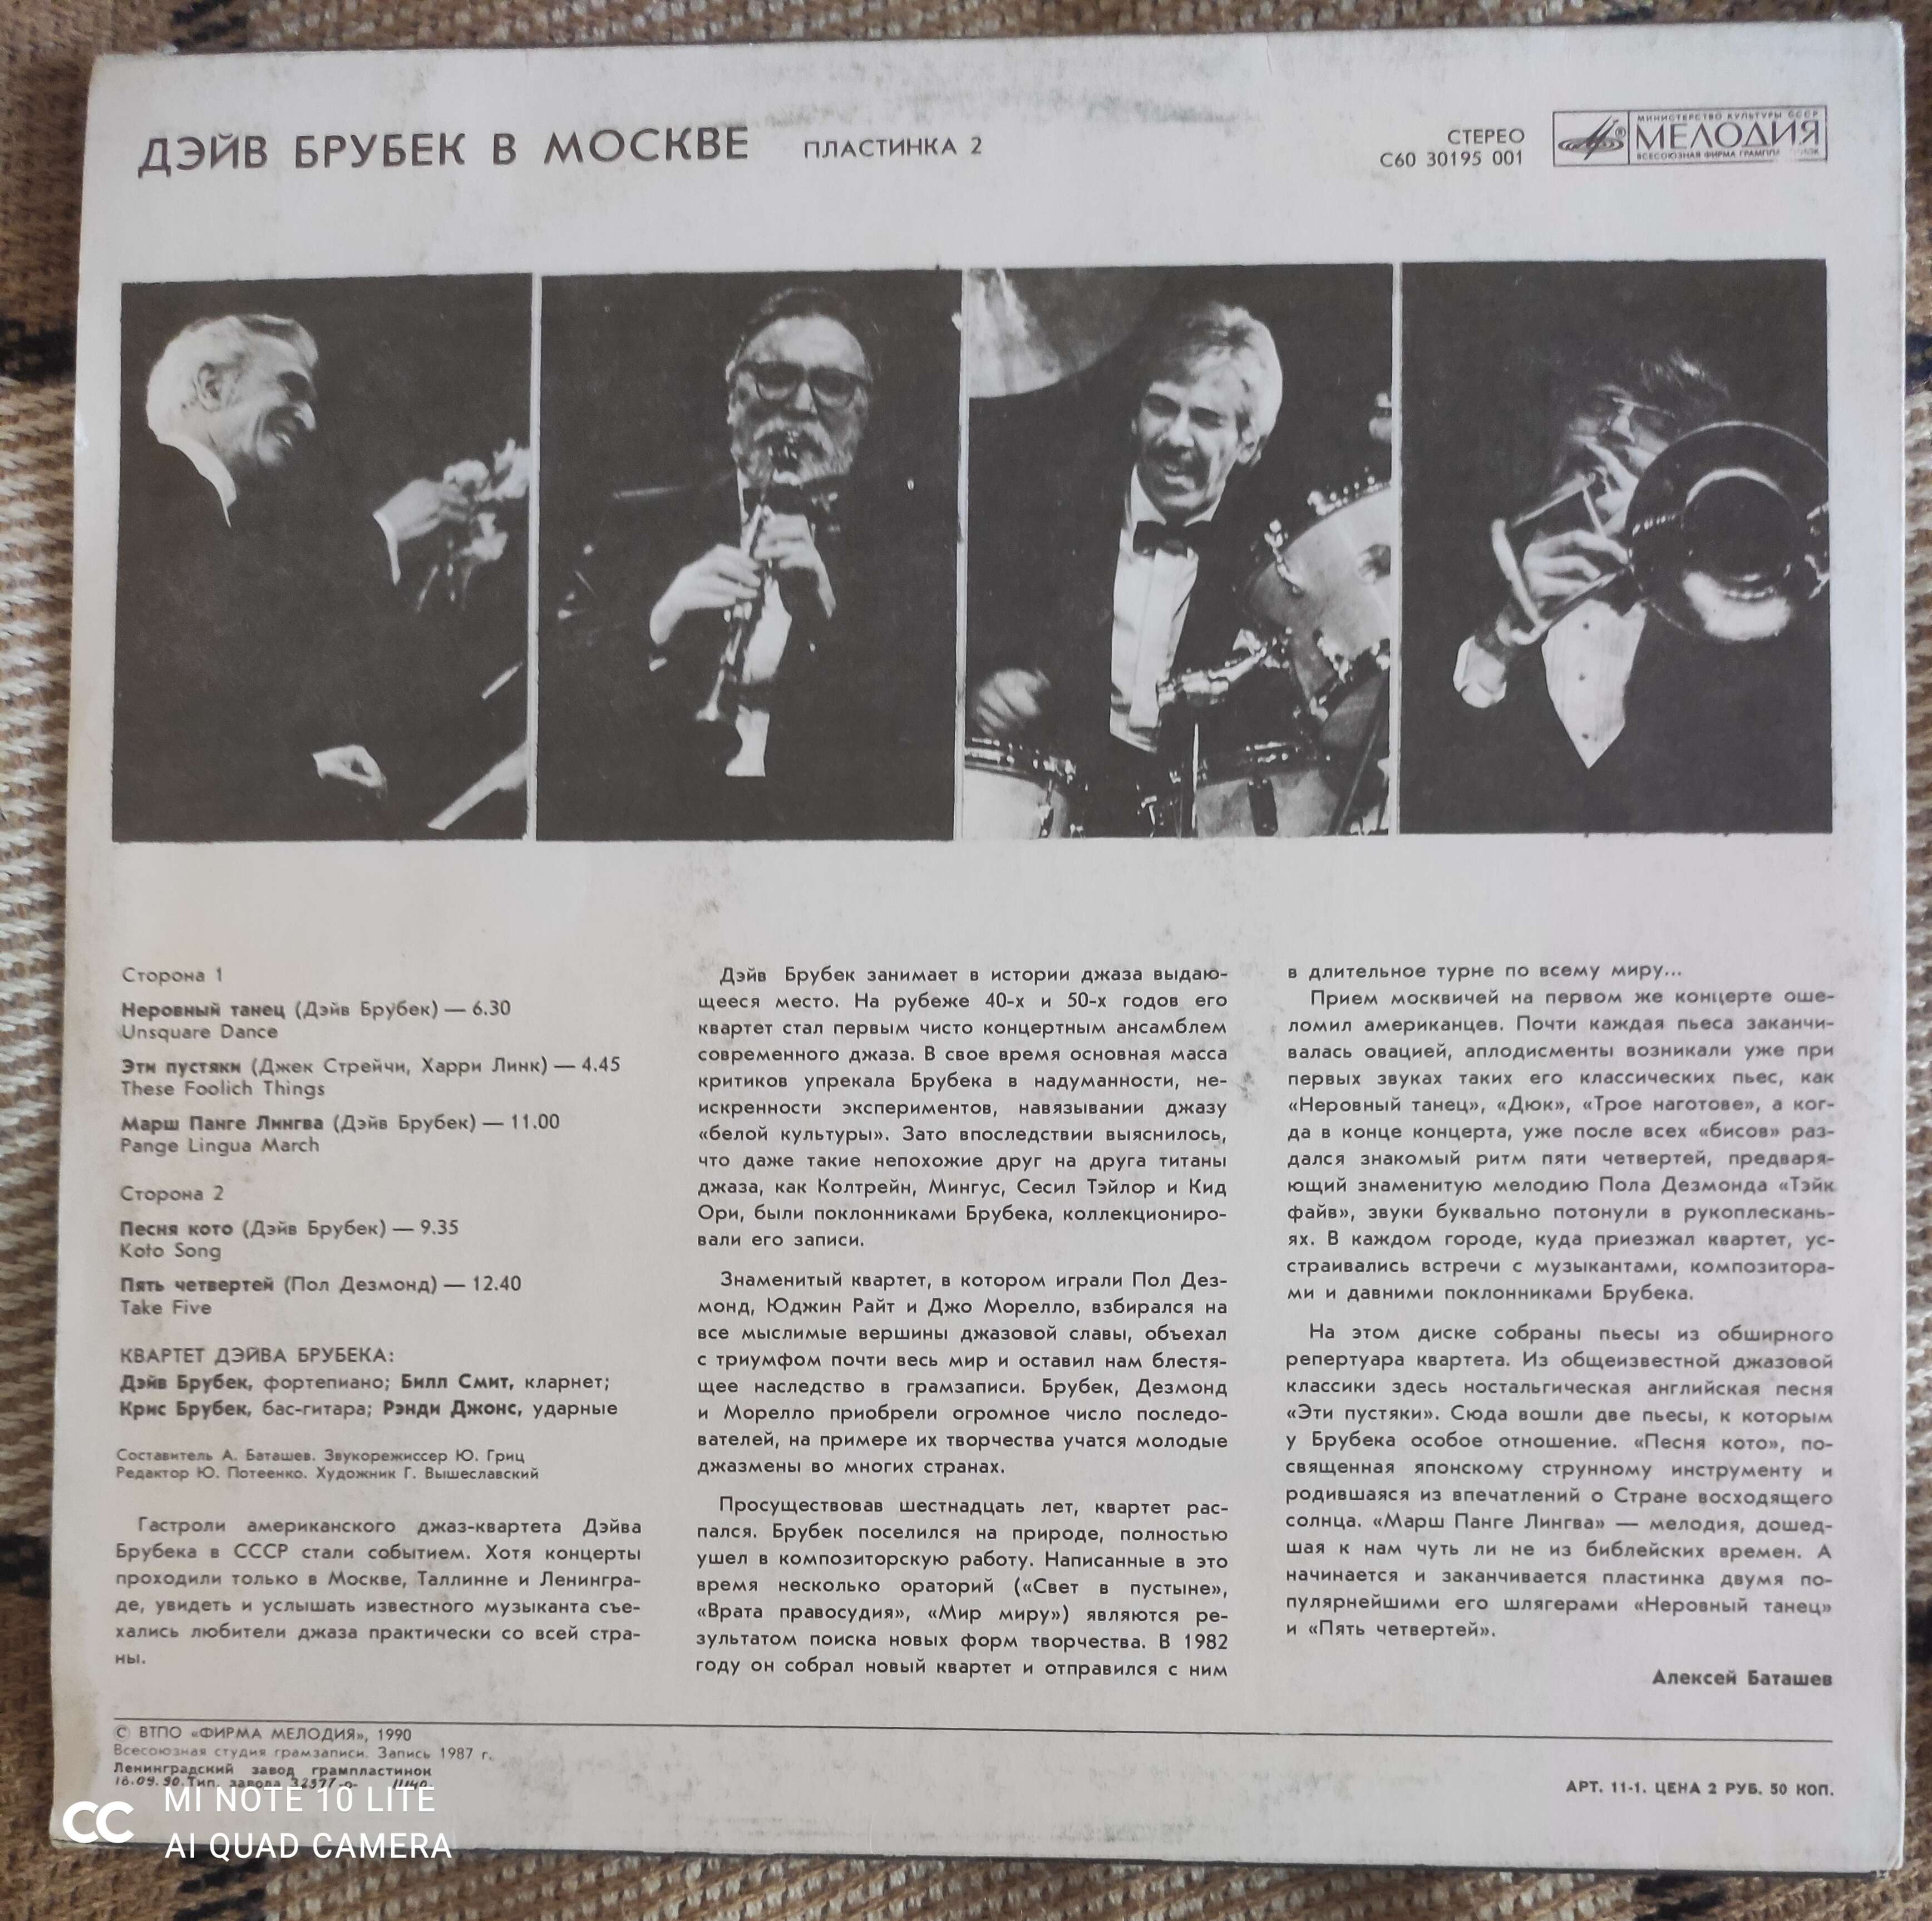 ДЭЙВ БРУБЕК В МОСКВЕ ПЛАСТИНКА 2
СТЕРЕО
С60 30195 001
МИНИСТЕРСТВО КУЛЬТУРЫ СССР
МЕЛОДИЯ
ВСЕСОЮЗНАЯ ФИРМА
Сторона 1
Неровный танец (Дэйв Брубек) — 6.30
Unsquare Dance
Эти пустяки (Джек Стрейчи, Харри Линк) — 4.45
These Foolich Things
Марш Панге Лингва (Дэйв Брубек) — 11.00
Pange Lingua March
Сторона 2
Песня кото (Дэйв Брубек) — 9.35
Koto Song
Пять четвертей (Пол Дезмонд) — 12.40
Take Five
КВАРТЕТ ДЭЙВА БРУБЕКА:
Дэйв Брубек, фортепиано; Билл Смит, кларнет;
Крис Брубек, бас-гитара; Рэнди Джонс, ударные
Составитель А. Баташев. Звукорежиссер Ю. Гриц
Редактор Ю. Потеенко. Художник Г. Вышеславский
Гастроли американского джаз-квартета Дэйва
Брубека в СССР стали событием. Хотя концерты
проходили только в Москве, Таллинне и Ленингра-
де, увидеть и услышать известного музыканта съе-
хались любители джаза практически со всей стра-
ны.
Дэйв Брубек занимает в истории джаза выдаю-
щееся место. На рубеже 40-х и 50-х годов его
квартет стал первым чисто концертным ансамблем
современного джаза. В свое время основная масса
критиков упрекала Брубека в надуманности, не-
искренности экспериментов, навязывании джазу
«белой культуры». Зато впоследствии выяснилось,
что даже такие непохожие друг на друга титаны
джаза, как Колтрейн, Мингус, Сесил Тэйлор и Кид
Ори, были поклонниками Брубека, коллекциониро-
вали его записи.
Знаменитый квартет, в котором играли Пол Дез-
монд, Юджин Райт и Джо Морелло, взбирался на
все мыслимые вершины джазовой славы, объехал
с триумфом почти весь мир и оставил нам блестя-
щее наследство в грамзаписи. Брубек, Дезмонд
и Морелло приобрели огромное число последо-
вателей, на примере их творчества учатся молодые
джазмены во многих странах.
Просуществовав шестнадцать лет, квартет рас-
пался. Брубек поселился на природе, полностью
ушел в композиторскую работу. Написанные в это
время несколько ораторий («Свет в пустыне»,
«Врата правосудия», «Мир миру») являются ре-
зультатом поиска новых форм творчества. В 1982
году он собрал новый квартет и отправился с ним
в длительное турне по всему миру...
Прием москвичей на первом же концерте оше-
ломил американцев. Почти каждая пьеса заканчи-
валась овацией, аплодисменты возникали уже при
первых звуках таких его классических пьес, как
«Неровный танец», «Дюк», «Трое наготове», а ког-
да в конце концерта, уже после всех «бисов» раз-
дался знакомый ритм пяти четвертей, предваря-
ющий знаменитую мелодию Пола Дезмонда «Тэйк
файв», звуки буквально потонули в рукоплескань-
ях. В каждом городе, куда приезжал квартет, ус-
страивались встречи с музыкантами, композитора-
ми и давними поклонниками Брубека.
На этом диске собраны пьесы из обширного
репертуара квартета. Из общеизвестной джазовой
классики здесь ностальгическая английская песня
«Эти пустяки». Сюда вошли две пьесы, к которым
у Брубека особое отношение. «Песня кото», по-
священная японскому струнному инструменту и
родившаяся из впечатлений о Стране восходящего
солнца. «Марш Панге Лингва» — мелодия, дошед-
шая к нам чуть ли не из библейских времен. А
начинается и заканчивается пластинка двумя по-
пулярнейшими его шлягерами «Неровный танец»
и «Пять четвертей».
Алексей Баташев
© ВТПО «ФИРМА МЕЛОДИЯ», 1990
Всесоюзная студия грамзаписи. Запись 1987 г.
Ленинградский завод грампластинок
16.09.90. Тип. завода
АРТ. 11-1. ЦЕНА 2 РУБ. 50 КОП.
MI NOTE 10 LITE
AI QUAD CAMERA